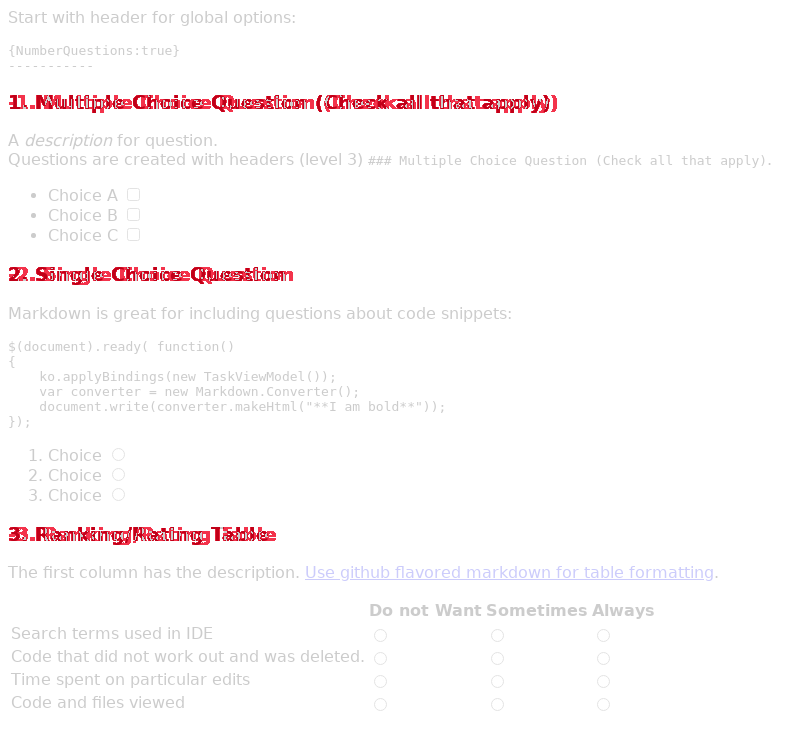 Start with header for global options:
{NumberQuestions:true}
-----------
1. Multiple Choice Question (Check all that apply)
A description for question.
Questions are created with headers (level 3) ### Multiple Choice Question (Check all that apply).
Choice A
Choice B
Choice C
2. Single Choice Question
Markdown is great for including questions about code snippets:
$(document).ready( function()
{
    ko.applyBindings(new TaskViewModel());
    var converter = new Markdown.Converter();
    document.write(converter.makeHtml("**I am bold**"));
});
1. Choice
2. Choice
3. Choice
3. Ranking/Rating Table
The first column has the description. Use github flavored markdown for table formatting.
Do not Want Sometimes Always
Search terms used in IDE
Code that did not work out and was deleted.
Time spent on particular edits
Code and files viewed